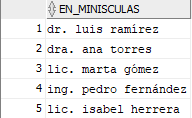 EN_MINISCULAS
1 dr. luis ramírez
2 dra. ana torres
3 lic. marta gómez
4 ing. pedro fernández
5 lic. isabel herrera